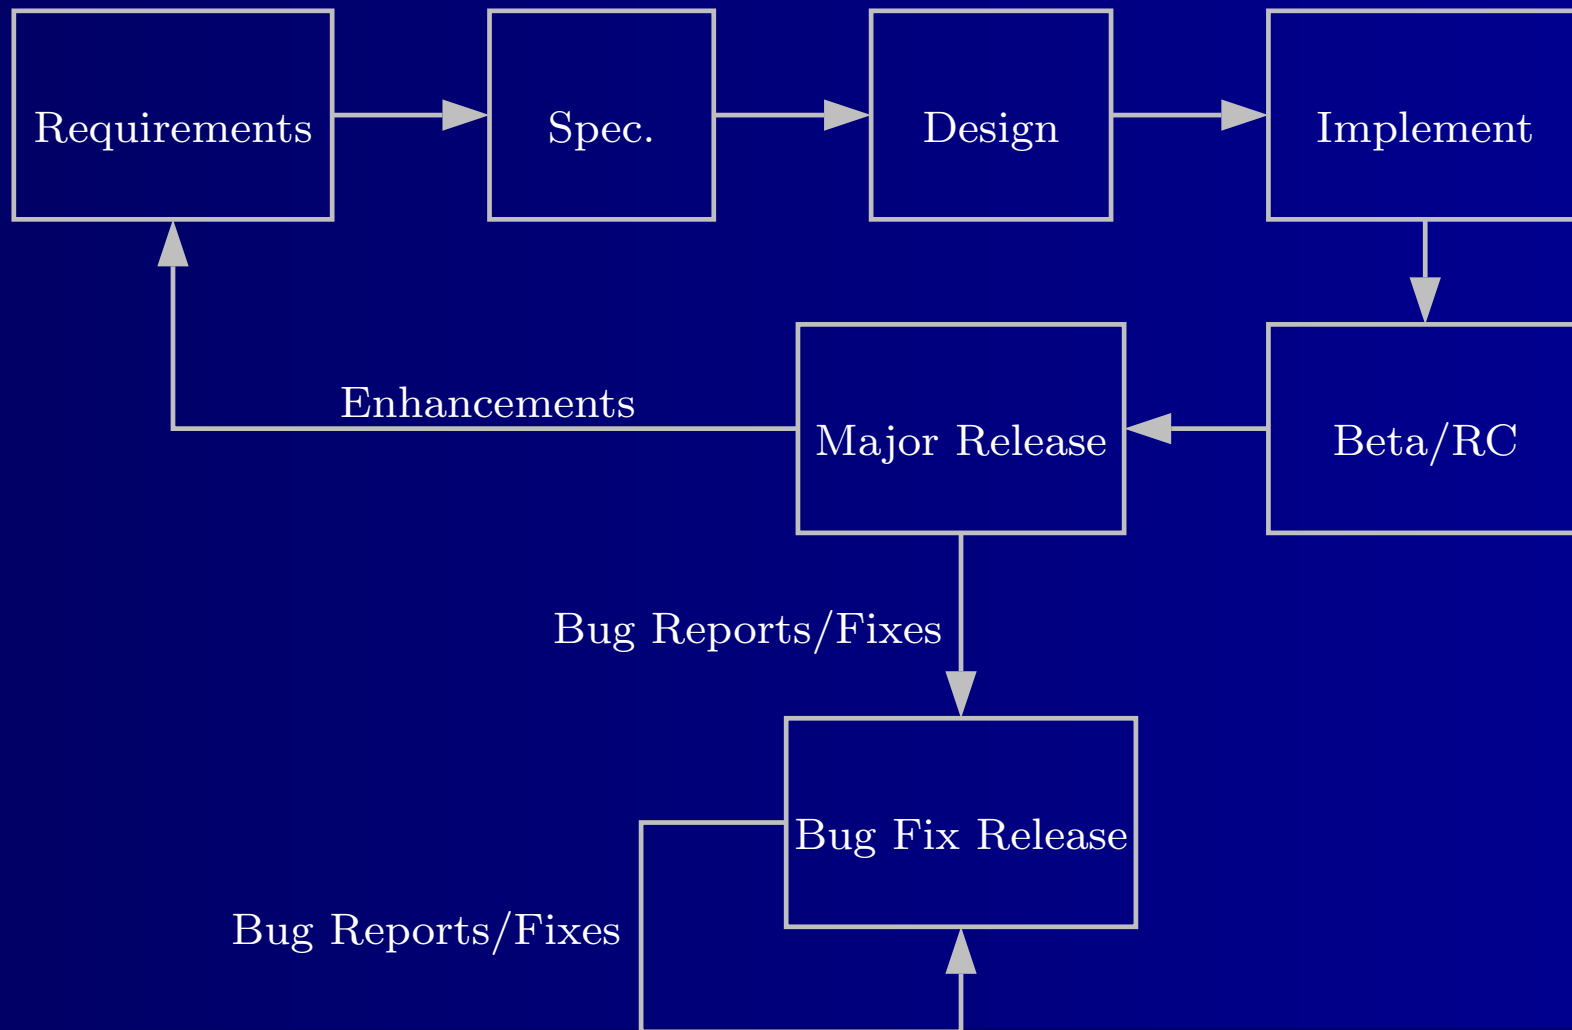 Requirements
Spec.
Design
Implement
Enhancements
Major Release
Beta/RC
Bug Reports/Fixes
Bug Fix Release
Bug Reports/Fixes